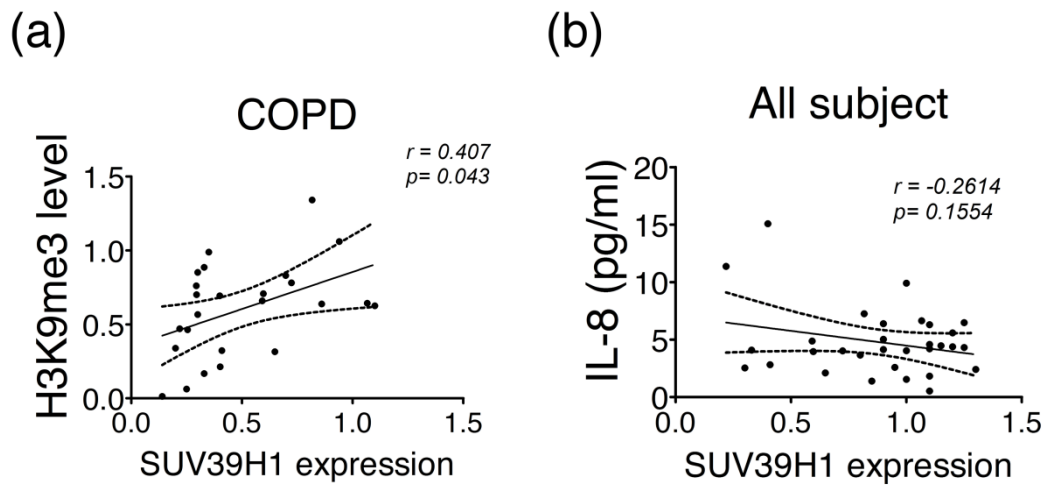 (a)
COPD
r = 0.407
p= 0.043
H3K9me3 level
1.5
1.0
0.5
0.0
0.0 0.5 1.0 1.5
SUV39H1 expression
(b)
All subject
r = -0.2614
p= 0.1554
IL-8 (pg/ml)
20
15
10
5
0
0.0 0.5 1.0 1.5
SUV39H1 expression